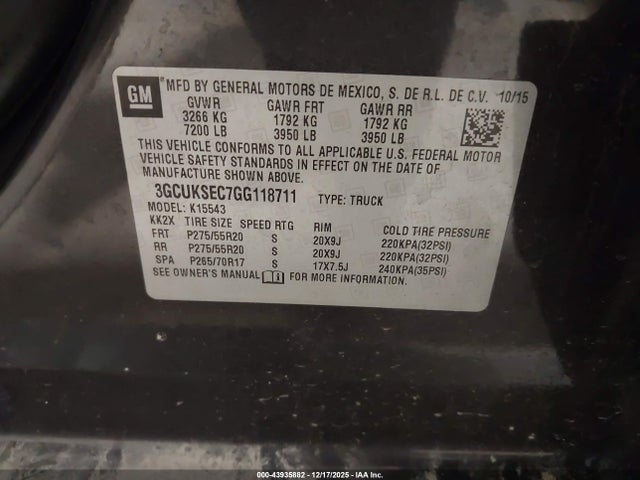 GM
MFD BY GENERAL MOTORS DE MEXICO, S. DE R.L. DE C.V. 10/15
GVWR GAWR FRT GAWR RR
3266 KG 1792 KG 1792 KG
7200 LB 3950 LB 3950 LB
THIS VEHICLE CONFORMS TO ALL APPLICABLE U.S. FEDERAL MOTOR
VEHICLE SAFETY STANDARDS IN EFFECT ON THE DATE OF
MANUFACTURE SHOWN ABOVE.
3GCUKSEC7GG118711 TYPE: TRUCK
MODEL: K15543
KK2X TIRE SIZE SPEED RTG RIM COLD TIRE PRESSURE
FRT P275/55R20 S 20X9J 220KPA(32PSI)
RR P275/55R20 S 20X9J 220KPA(32PSI)
SPA P265/70R17 S 17X7.5J 240KPA(35PSI)
SEE OWNER'S MANUAL FOR MORE INFORMATION.
000-43935882 — 12/17/2025 — IAA Inc.